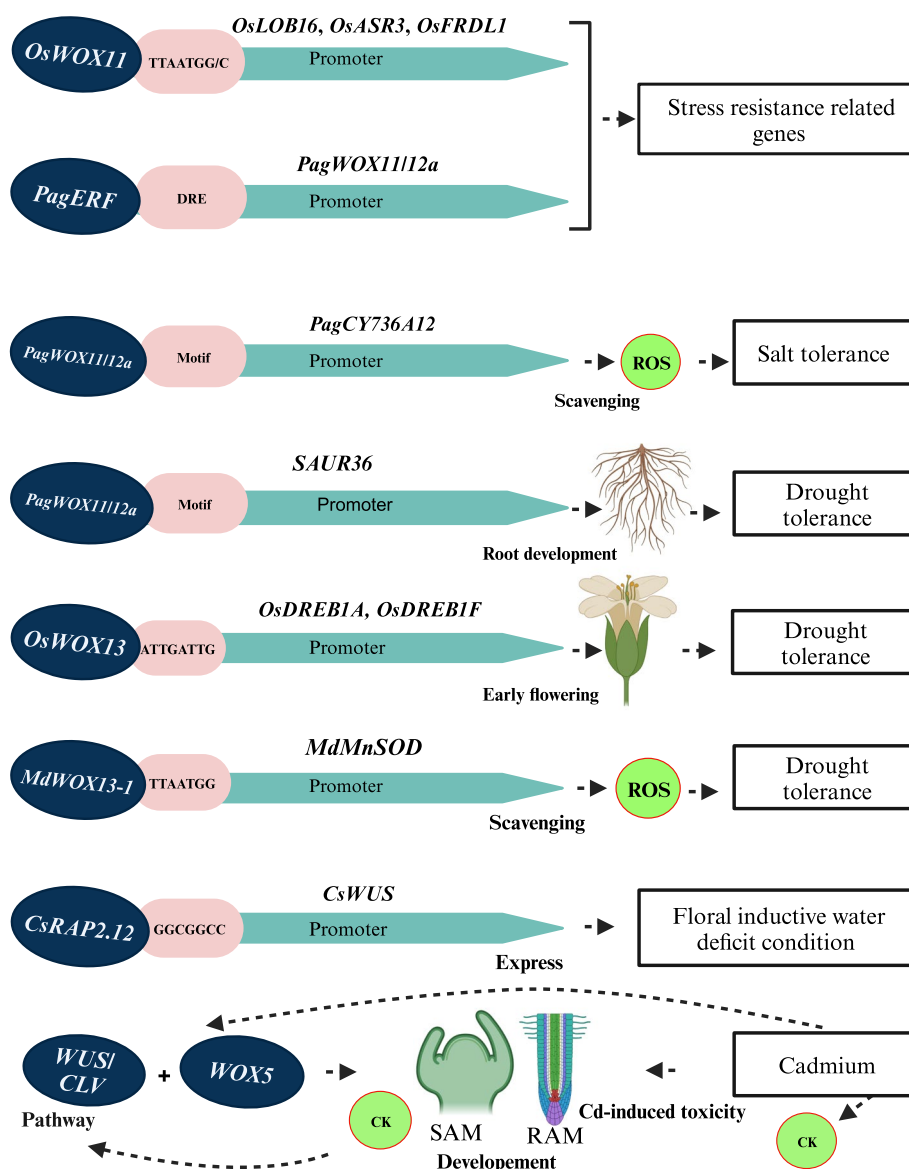 OsLOB16, OsASR3, OsFRDL1
OsWOX11
TTAATGG/C
Promoter
Stress resistance related
genes
PagWOX11/12a
PagERF
DRE
Promoter
PagCY736A12
PagWOX11/12a
Motif
Promoter
ROS
Salt tolerance
Scavenging
SAUR36
PagWOX11/12a
Motif
Promoter
Drought
tolerance
Root development
OsDREB1A, OsDREB1F
OsWOX13
ATTGATTG
Promoter
Drought
tolerance
Early flowering
MdMnSOD
MdWOX13-1
TTAATGG
Promoter
ROS
Drought
tolerance
Scavenging
CsWUS
CsRAP2.12
GGCGGCC
Promoter
Floral inductive water
deficit condition
Express
WUS/
CLV
+
WOX5
Cadmium
Pathway
CK
SAM
RAM
Cd-induced toxicity
CK
Developement